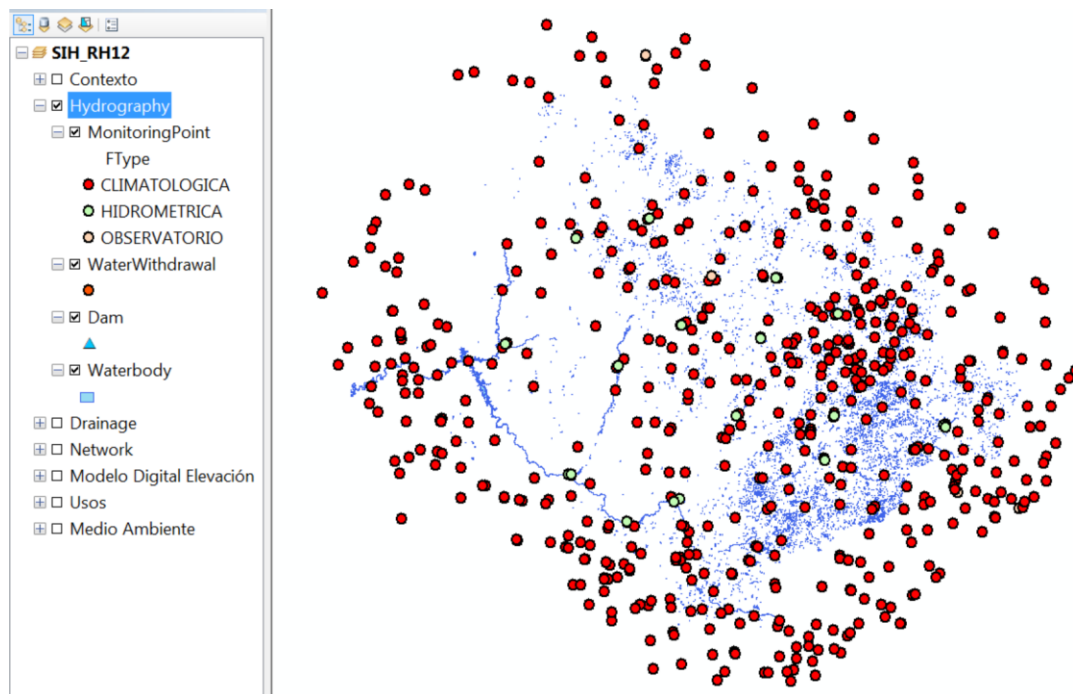 SIH_RH12
Contexto
Hydrography
MonitoringPoint
FType
CLIMATOLOGICA
HIDROMETRICA
OBSERVATORIO
WaterWithdrawal
Dam
Waterbody
Drainage
Network
Modelo Digital Elevación
Usos
Medio Ambiente